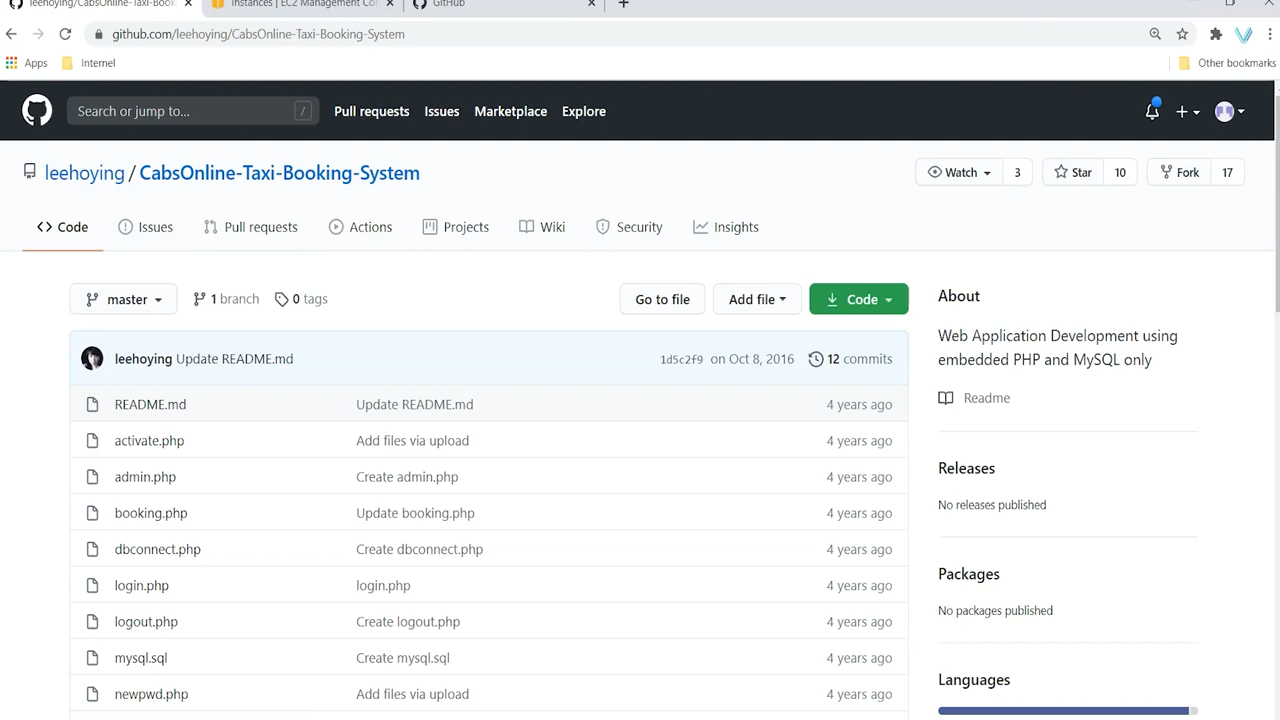 leehoying/CabsOnline-Taxi-Book
Instances | EC2 Management Co
GitHub
github.com/leehoying/CabsOnline-Taxi-Booking-System
Apps
Internel
Other bookmarks
Search or jump to...
/
Pull requests
Issues
Marketplace
Explore
leehoying / CabsOnline-Taxi-Booking-System
Watch
3
Star
10
Fork
17
Code
Issues
Pull requests
Actions
Projects
Wiki
Security
Insights
master
1 branch
0 tags
Go to file
Add file
Code
leehoying Update README.md
1d5c2f9 on Oct 8, 2016
12 commits
README.md
Update README.md
4 years ago
activate.php
Add files via upload
4 years ago
admin.php
Create admin.php
4 years ago
booking.php
Update booking.php
4 years ago
dbconnect.php
Create dbconnect.php
4 years ago
login.php
login.php
4 years ago
logout.php
Create logout.php
4 years ago
mysql.sql
Create mysql.sql
4 years ago
newpwd.php
Add files via upload
4 years ago
About
Web Application Development using
embedded PHP and MySQL only
Readme
Releases
No releases published
Packages
No packages published
Languages